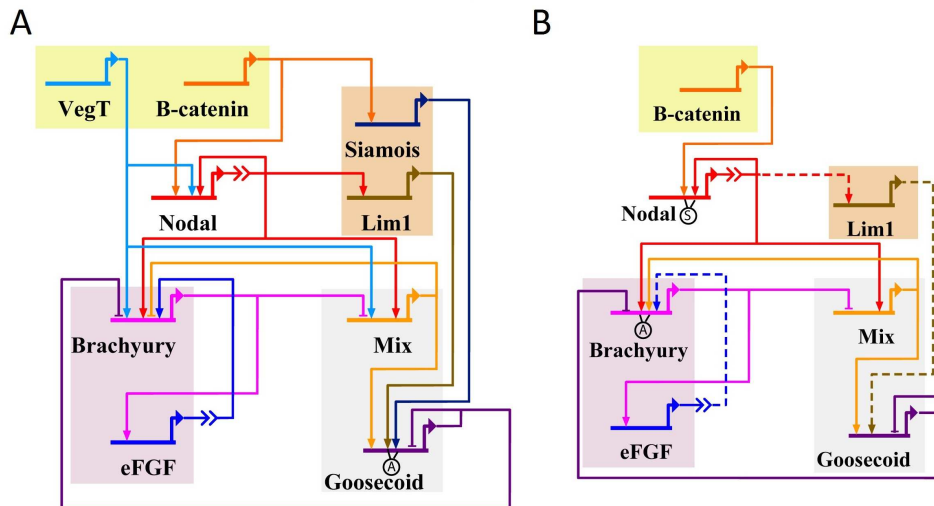 A
VegT
B-catenin
Siamois
Nodal
Lim1
Brachyury
Mix
eFGF
A
Goosecoid
B
B-catenin
Nodal
S
Lim1
A
Brachyury
Mix
eFGF
Goosecoid